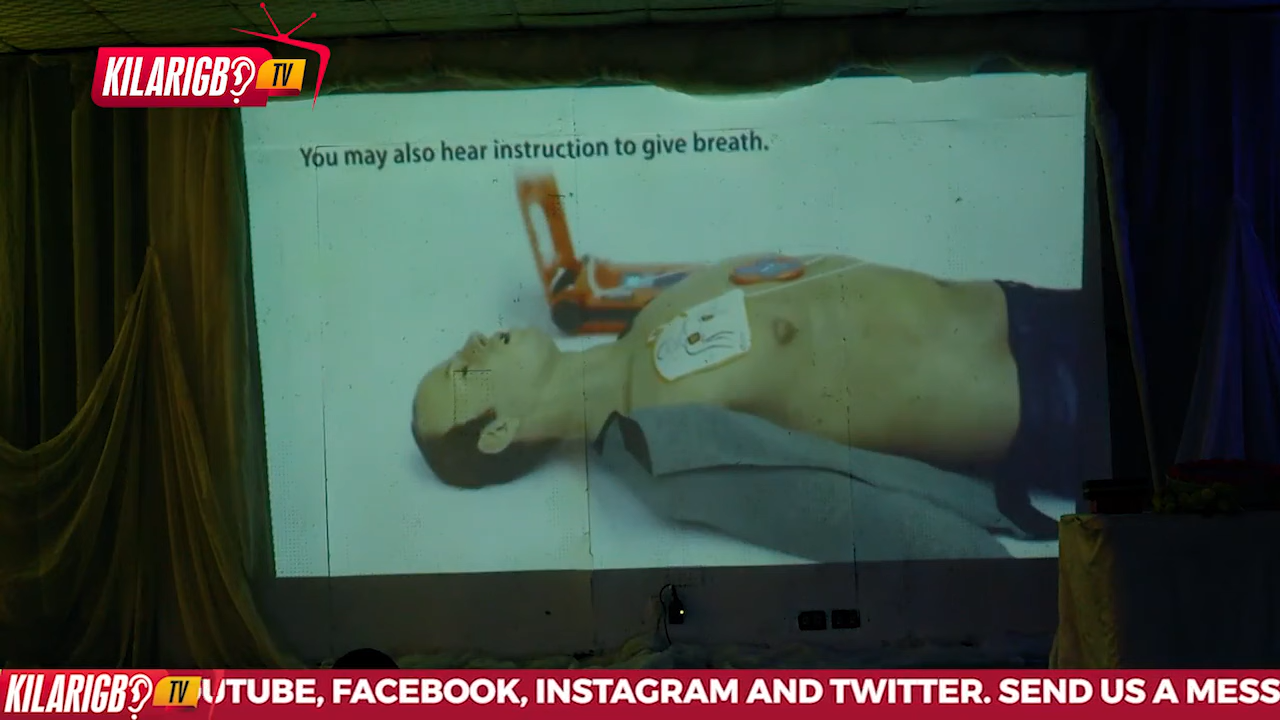 KILARIGBO TV
You may also hear instruction to give breath.
KILARIGBO TV UTUBE, FACEBOOK, INSTAGRAM AND TWITTER. SEND US A MESS